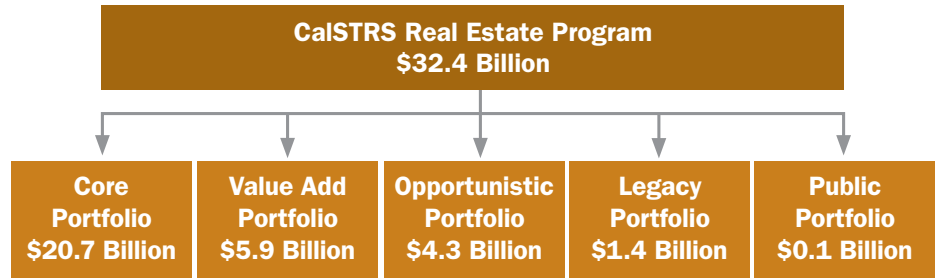 CalSTRS Real Estate Program
$32.4 Billion
Core
Portfolio
$20.7 Billion
Value Add
Portfolio
$5.9 Billion
Opportunistic
Portfolio
$4.3 Billion
Legacy
Portfolio
$1.4 Billion
Public
Portfolio
$0.1 Billion